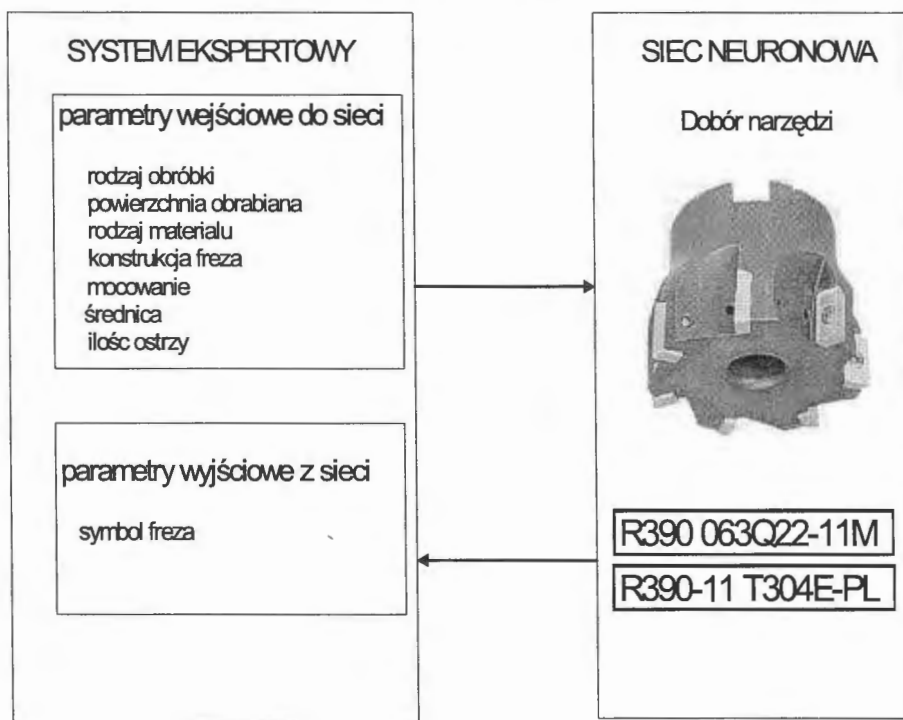 SYSTEM EKSPERTOWY
parametry wejściowe do sieci
rodzaj obróbki
powierzchnia obrabiana
rodzaj materialu
konstrukcja freza
mocowanie
średnica
ilośc ostrzy
parametry wyjściowe z sieci
symbol freza
SIEC NEURONOWA
Dobór narzędzi
R390 063Q22-11M
R390-11 T304E-PL